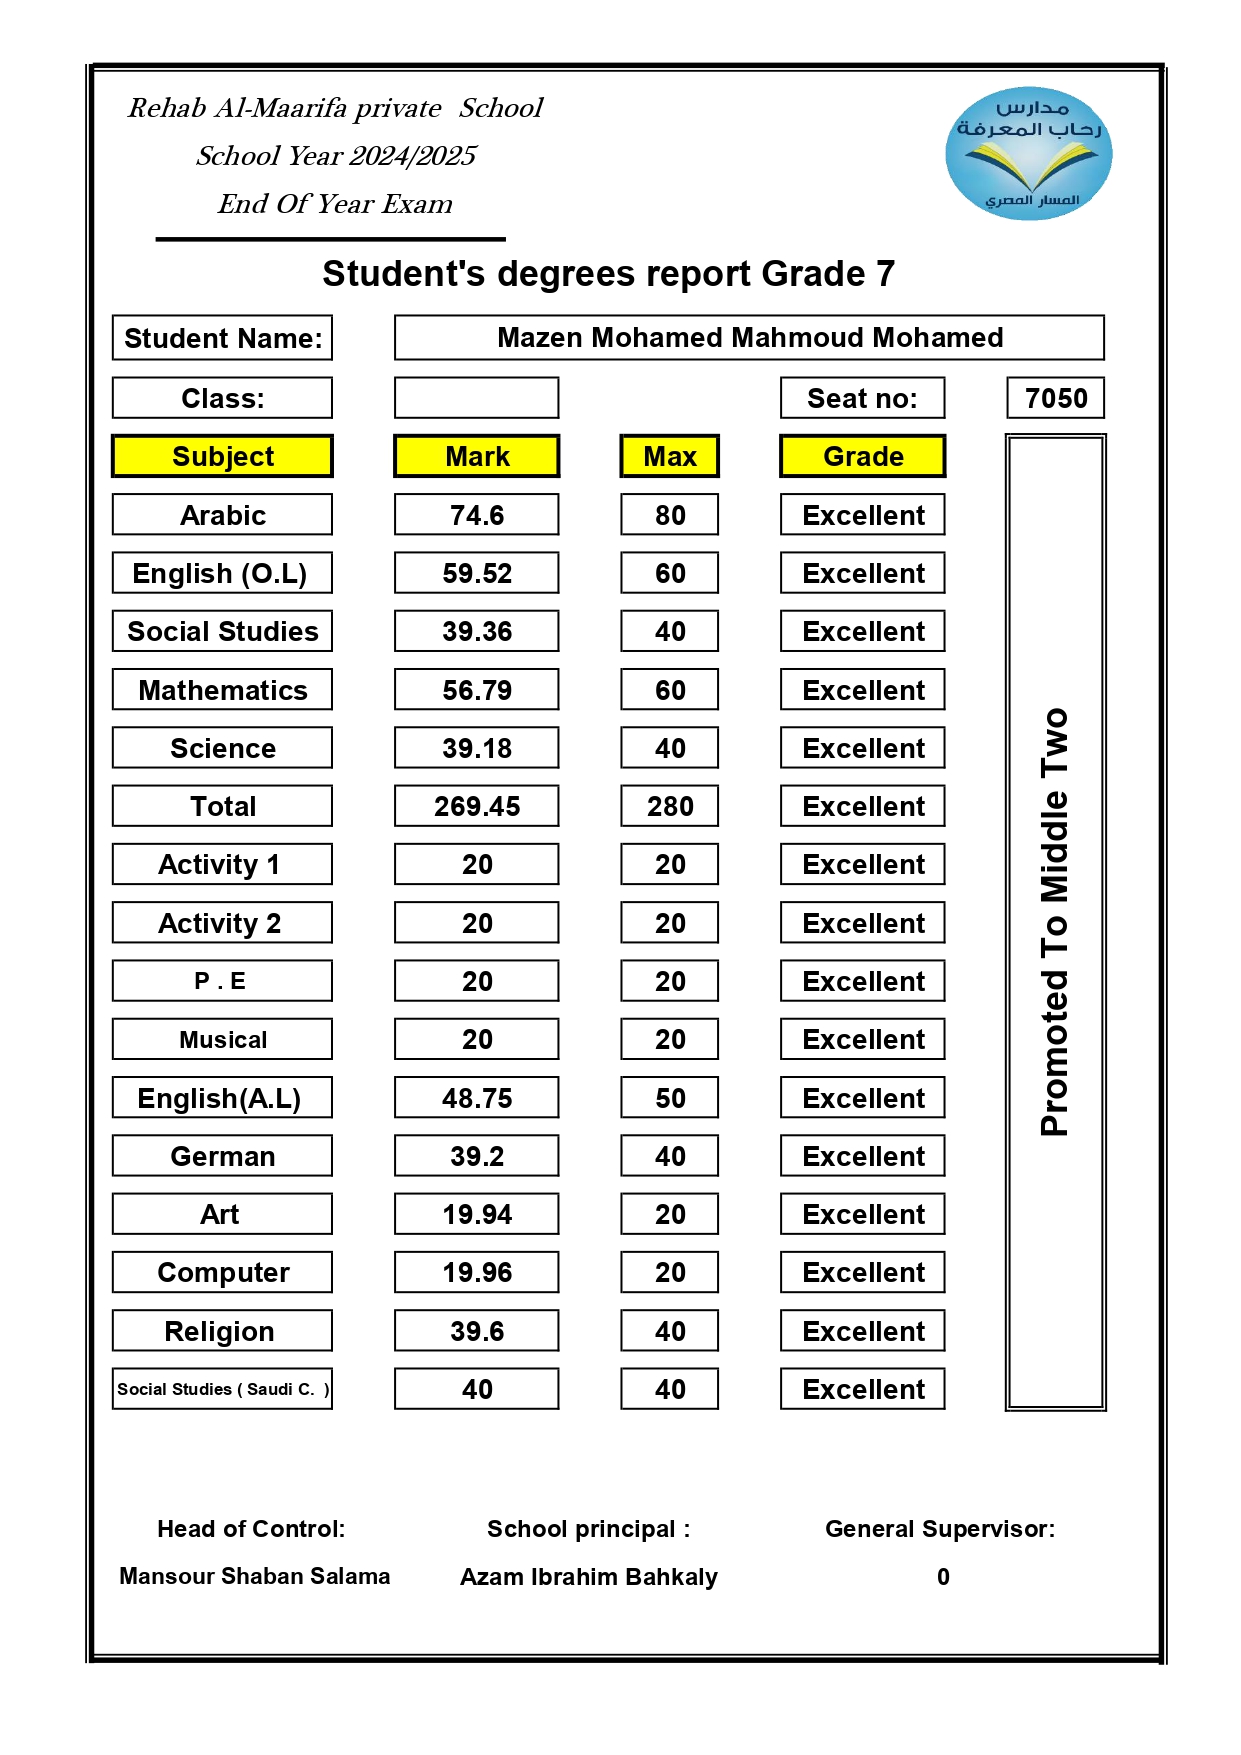 Rehab Al-Maarifa private School
School Year 2024/2025
End Of Year Exam
مدارس
رحاب المعرفة
المسار المصري
Student's degrees report Grade 7
Student Name: Mazen Mohamed Mahmoud Mohamed
Class: Seat no: 7050
Subject Mark Max Grade
Arabic 74.6 80 Excellent
English (O.L) 59.52 60 Excellent
Social Studies 39.36 40 Excellent
Mathematics 56.79 60 Excellent
Science 39.18 40 Excellent
Total 269.45 280 Excellent
Activity 1 20 20 Excellent
Activity 2 20 20 Excellent
P . E 20 20 Excellent
Musical 20 20 Excellent
English(A.L) 48.75 50 Excellent
German 39.2 40 Excellent
Art 19.94 20 Excellent
Computer 19.96 20 Excellent
Religion 39.6 40 Excellent
Social Studies ( Saudi C. ) 40 40 Excellent
Promoted To Middle Two
Head of Control: School principal : General Supervisor:
Mansour Shaban Salama Azam Ibrahim Bahkaly 0